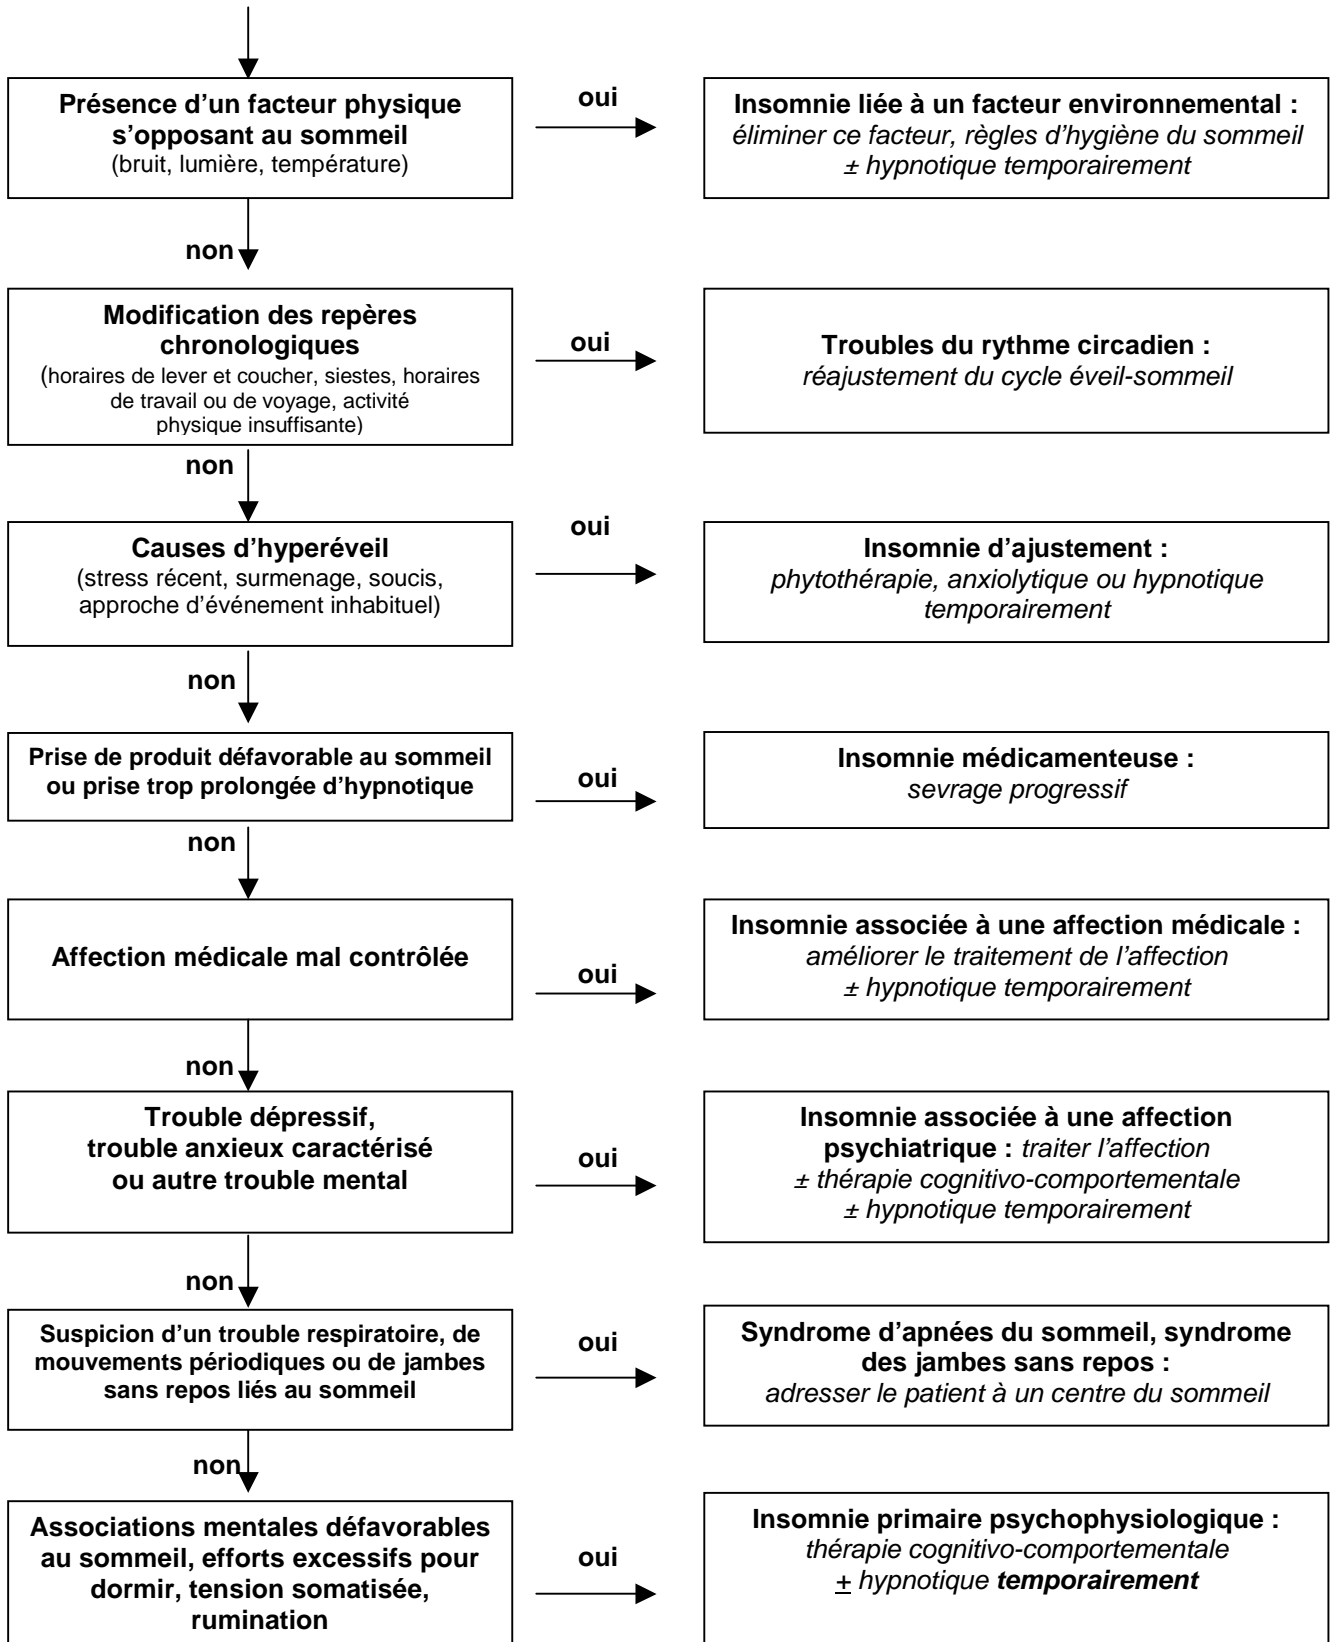 Présence d’un facteur physique
s’opposant au sommeil
(bruit, lumière, température)
oui
Insomnie liée à un facteur environnemental :
éliminer ce facteur, règles d’hygiène du sommeil
± hypnotique temporairement
non
Modification des repères
chronologiques
(horaires de lever et coucher, siestes, horaires
de travail ou de voyage, activité
physique insuffisante)
oui
Troubles du rythme circadien :
réajustement du cycle éveil-sommeil
non
Causes d’hyperéveil
(stress récent, surmenage, soucis,
approche d’événement inhabituel)
oui
Insomnie d’ajustement :
phytothérapie, anxiolytique ou hypnotique
temporairement
non
Prise de produit défavorable au sommeil
ou prise trop prolongée d’hypnotique
oui
Insomnie médicamenteuse :
sevrage progressif
non
Affection médicale mal contrôlée
oui
Insomnie associée à une affection médicale :
améliorer le traitement de l’affection
± hypnotique temporairement
non
Trouble dépressif,
trouble anxieux caractérisé
ou autre trouble mental
oui
Insomnie associée à une affection
psychiatrique : traiter l’affection
± thérapie cognitivo-comportementale
± hypnotique temporairement
non
Suspicion d’un trouble respiratoire, de
mouvements périodiques ou de jambes
sans repos liés au sommeil
oui
Syndrome d’apnées du sommeil, syndrome
des jambes sans repos :
adresser le patient à un centre du sommeil
non
Associations mentales défavorables
au sommeil, efforts excessifs pour
dormir, tension somatisée,
rumination
oui
Insomnie primaire psychophysiologique :
thérapie cognitivo-comportementale
± hypnotique temporairement